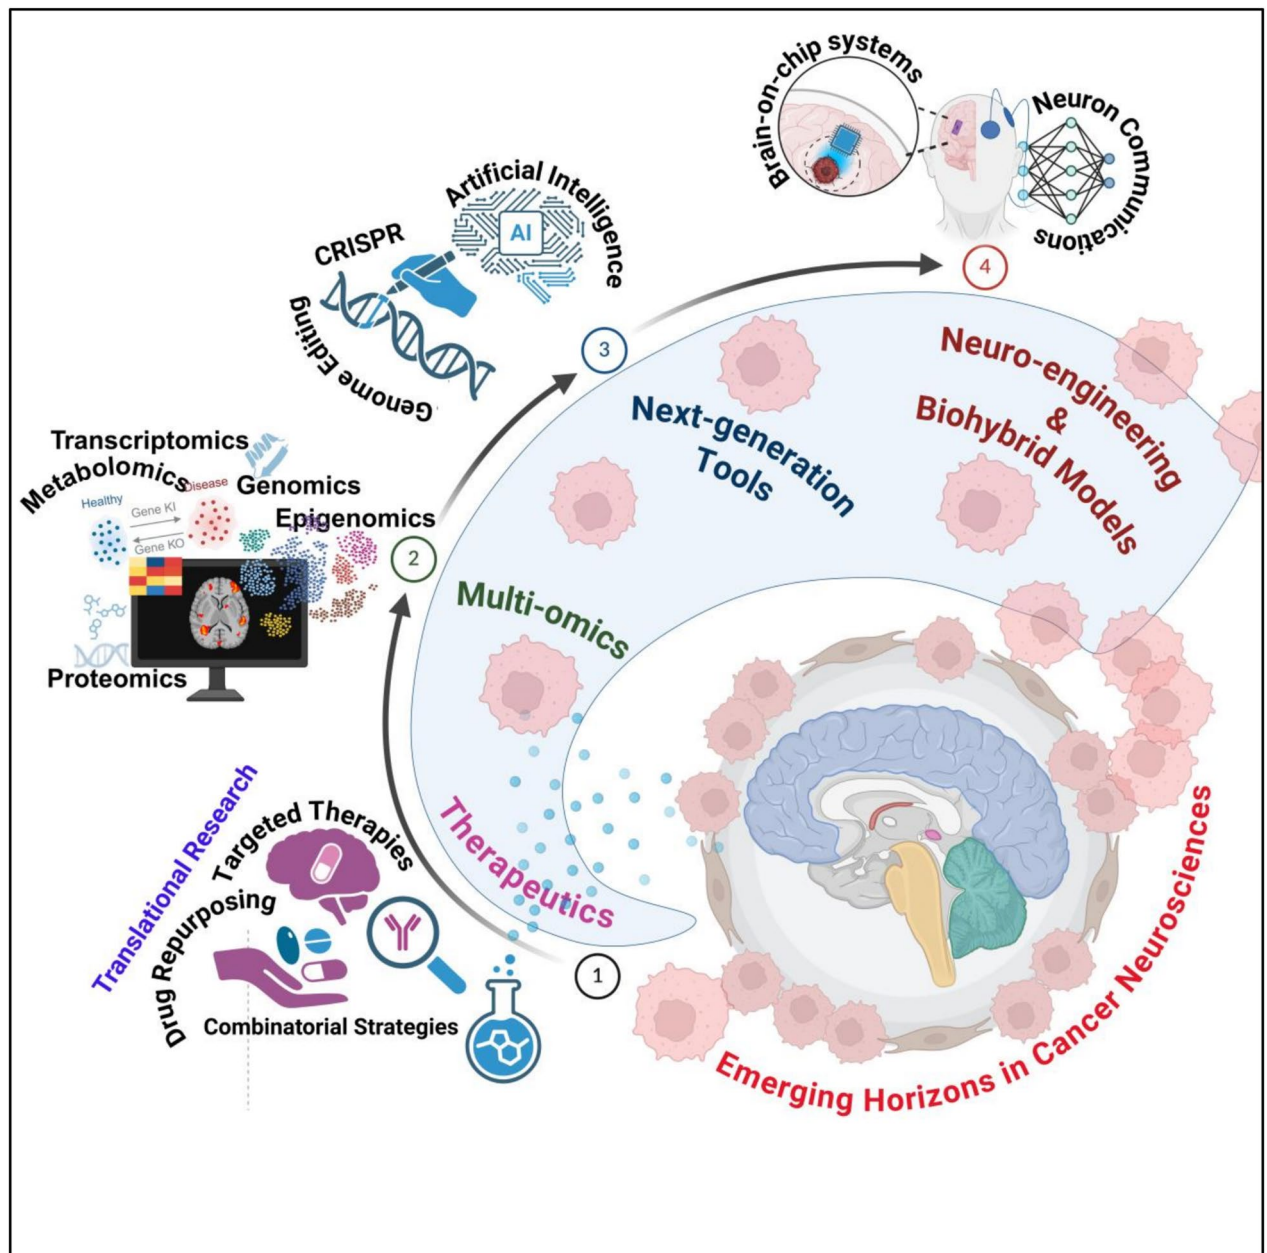 Brain-on-chip systems
Neuron Communications
4
Artificial Intelligence
AI
CRISPR
Genome Editing
3
Neuro-engineering
&
Biohybrid Models
Next-generation
Tools
Transcriptomics
Metabolomics
Genomics
Epigenomics
Healthy
Disease
Gene KI
Gene KO
Proteomics
2
Multi-omics
Therapeutics
1
Translational Research
Targeted Therapies
Drug Repurposing
Combinatorial Strategies
Emerging Horizons in Cancer Neurosciences